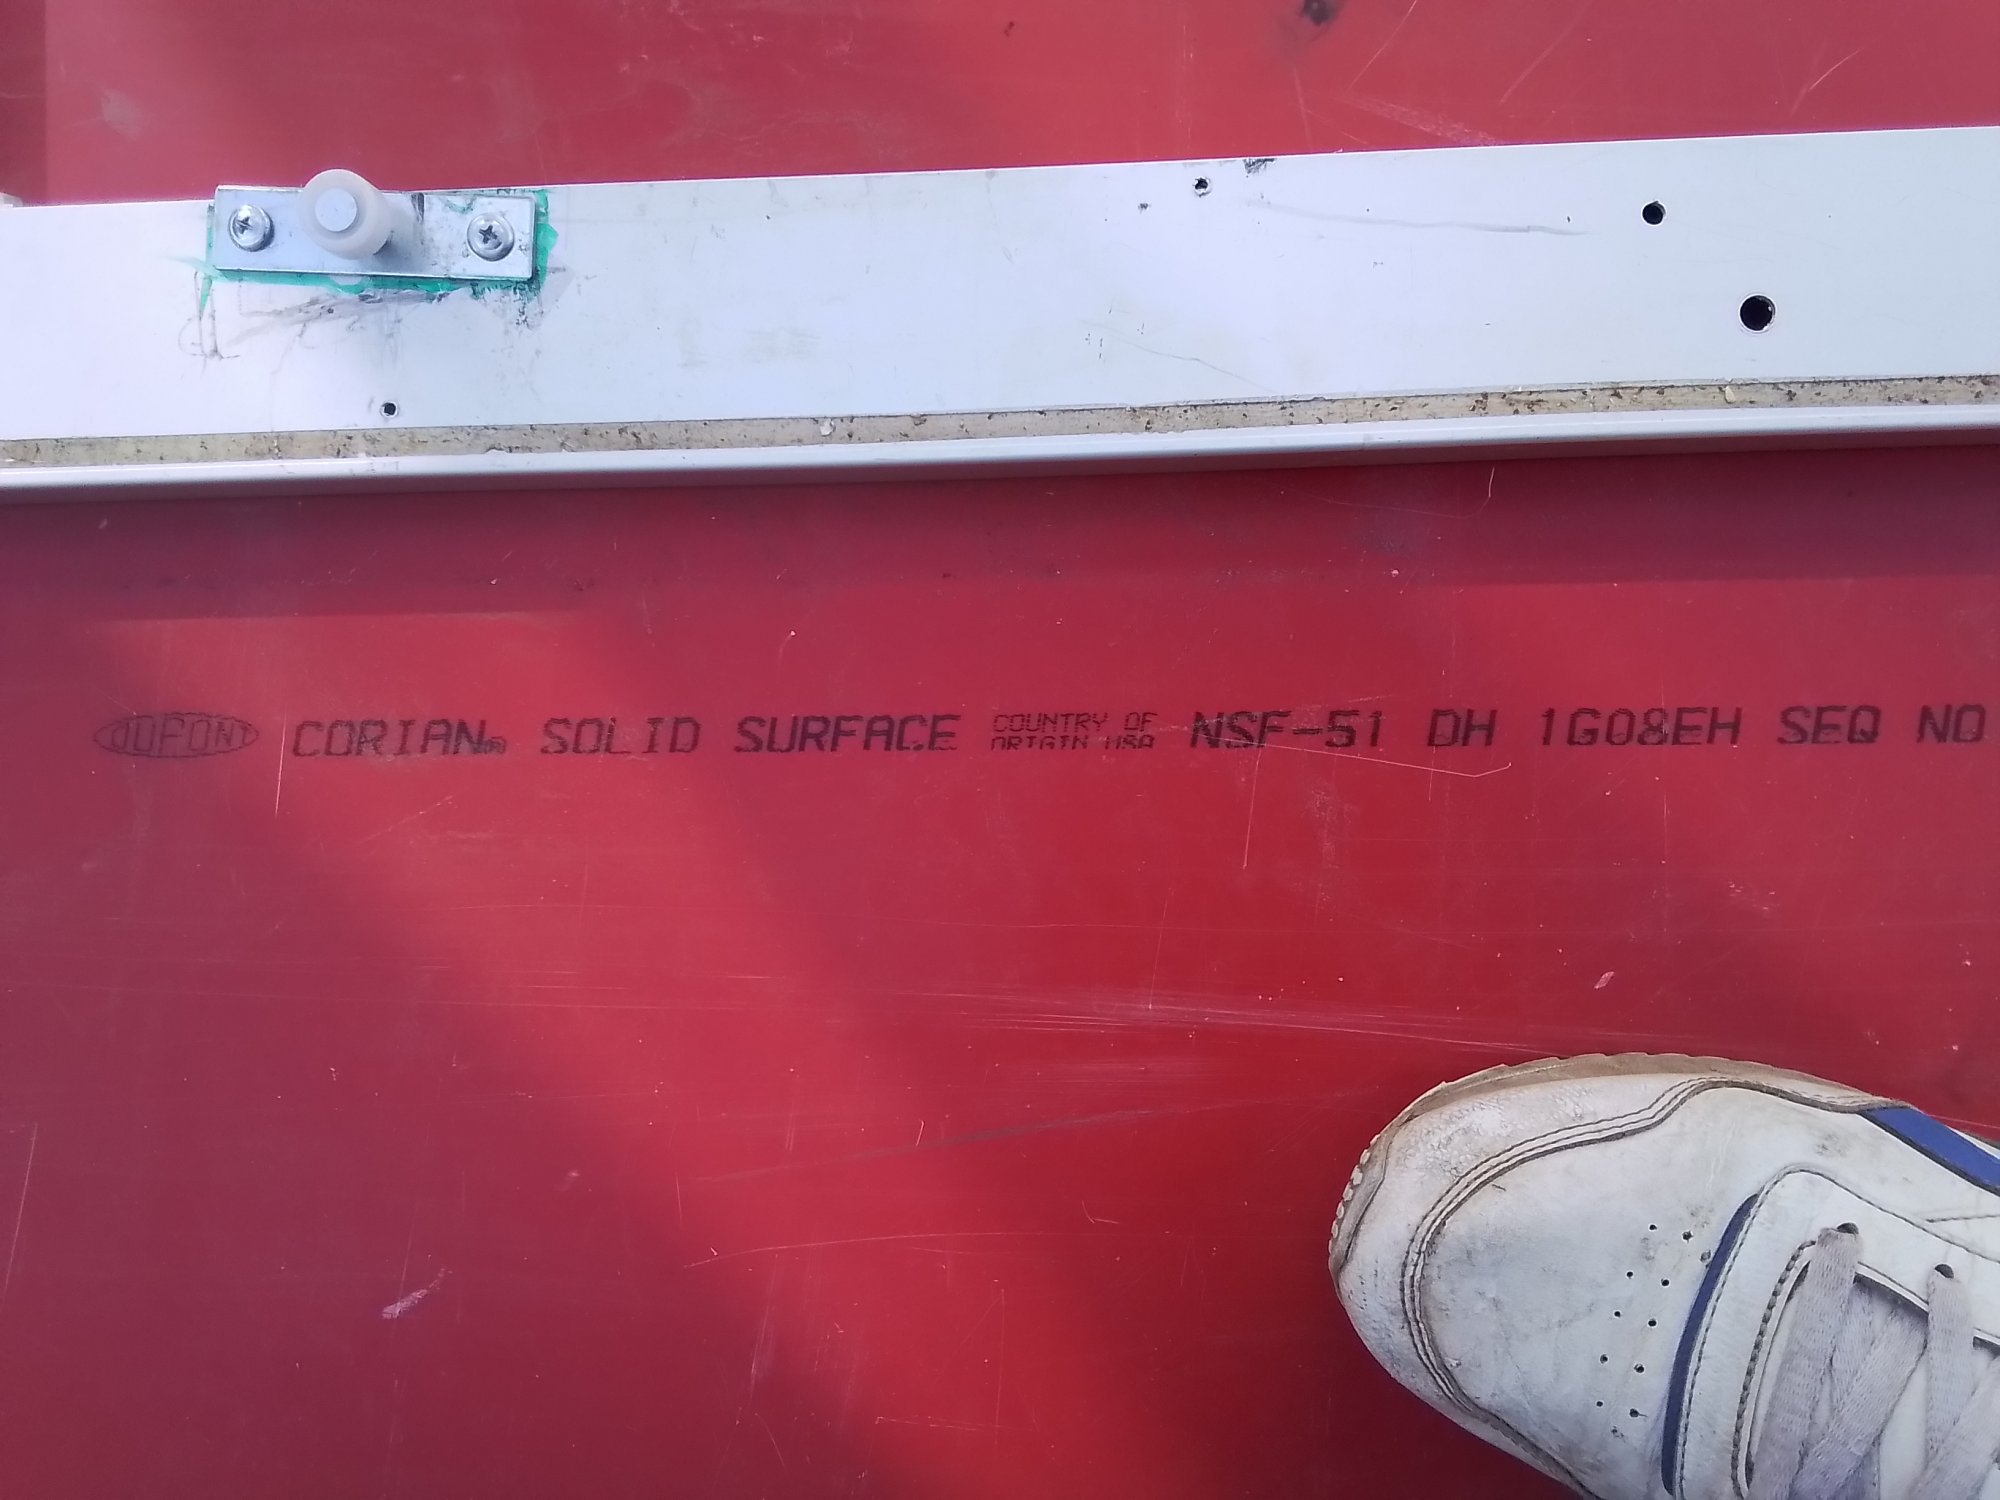 DUPONT CORIAN® SOLID SURFACE COUNTRY OF ORIGIN USA NSF-51 DH 1G08EH SEQ NO